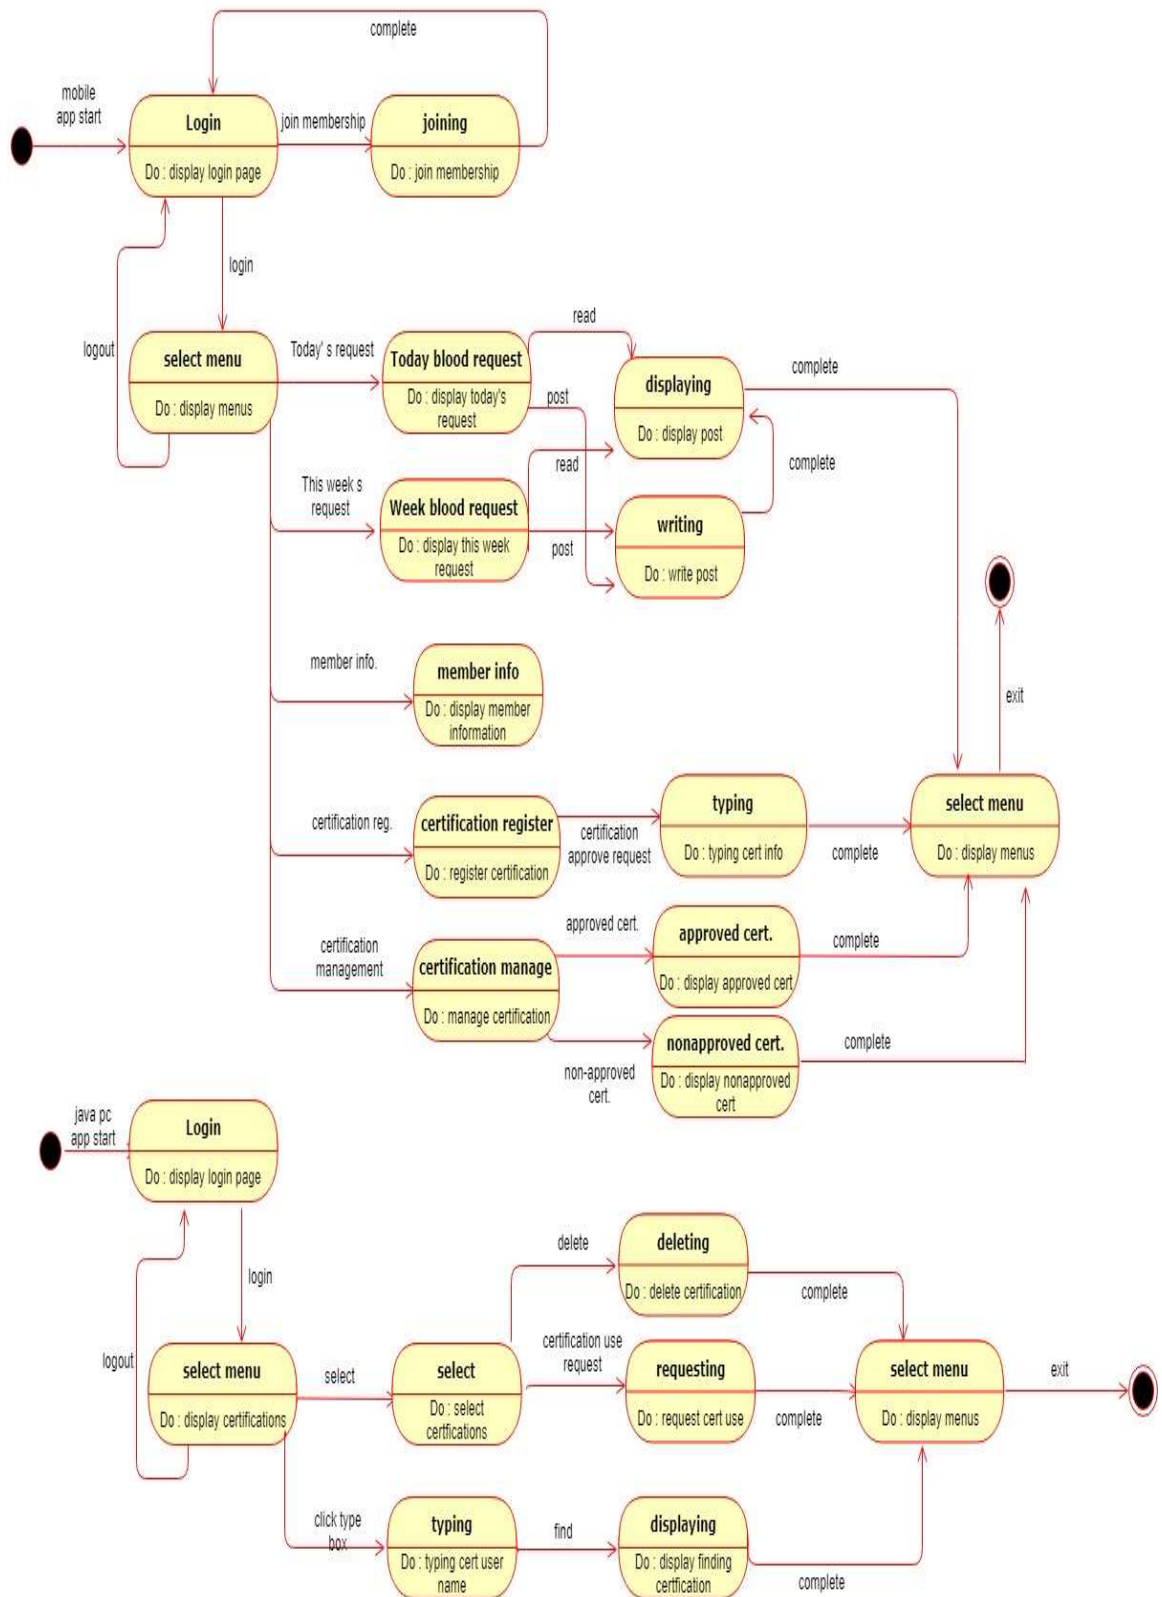 complete
mobile
app start
Login
Do : display login page
join membership
joining
Do : join membership
login
logout
select menu
Do : display menus
Today' s request
Today blood request
Do : display today's
request
read
post
displaying
Do : display post
complete
complete
This week s
request
Week blood request
Do : display this week
request
read
post
writing
Do : write post
member info.
member info
Do : display member
information
exit
certification reg.
certification register
Do : register certification
certification
approve request
typing
Do : typing cert info
complete
select menu
Do : display menus
certification
management
certification manage
Do : manage certification
approved cert.
approved cert.
Do : display approved cert
complete
non-approved
cert.
nonapproved cert.
Do : display nonapproved
cert
complete
java pc
app start
Login
Do : display login page
login
logout
select menu
Do : display certifications
select
select
Do : select
certfications
delete
deleting
Do : delete certification
complete
certification use
request
requesting
Do : request cert use
complete
select menu
Do : display menus
exit
click type
box
typing
Do : typing cert user
name
find
displaying
Do : display finding
certfication
complete